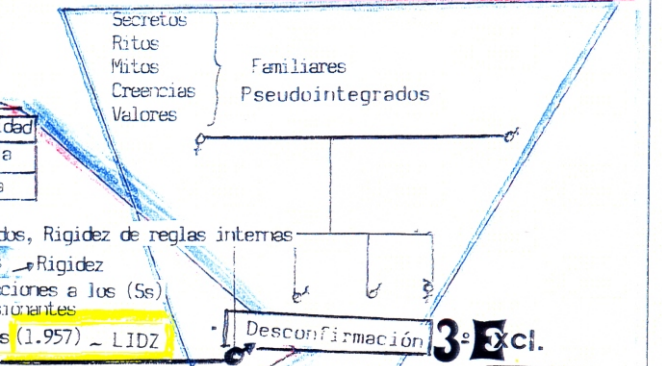 Secretos
Ritos
Mitos
Creencias
Valores
Familiares
Pseudointegrados
dad
a
a
dos, Rigidez de reglas internas
Rigidez
ciones a los (Ss)
sionantes
s (1.957) ~ LIDZ
Desconfirmación
3º Excl.